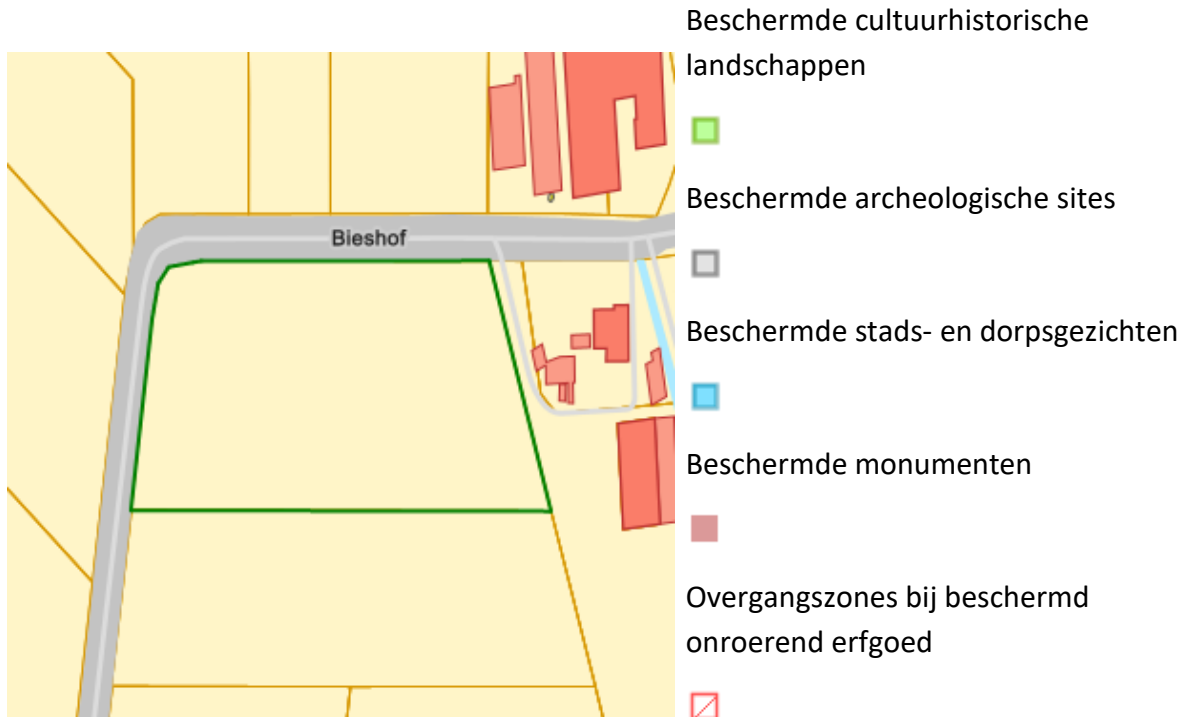 Beschermde cultuurhistorische
landschappen
Bieshof
Beschermde archeologische sites
Beschermde stads- en dorpsgezichten
Beschermde monumenten
Overgangszones bij beschermd
onroerend erfgoed